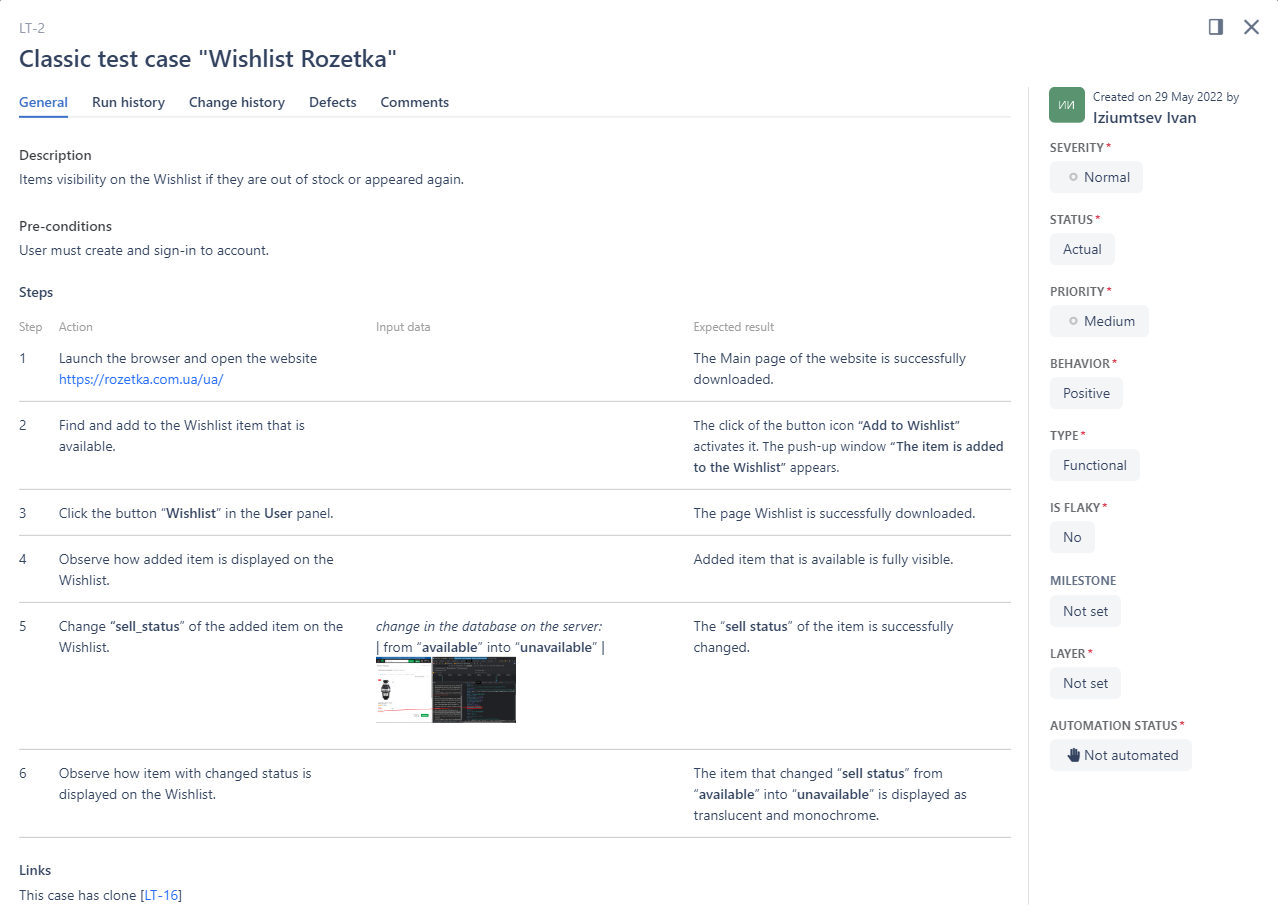 LT-2
Classic test case "Wishlist Rozetka"
General Run history Change history Defects Comments
Description
Items visibility on the Wishlist if they are out of stock or appeared again.
Pre-conditions
User must create and sign-in to account.
Steps
Step Action Input data Expected result
1 Launch the browser and open the website The Main page of the website is successfully
https://rozetka.com.ua/ua/ downloaded.
2 Find and add to the Wishlist item that is The click of the button icon “Add to Wishlist”
available. activates it. The push-up window “The item is added
to the Wishlist” appears.
3 Click the button “Wishlist” in the User panel. The page Wishlist is successfully downloaded.
4 Observe how added item is displayed on the Added item that is available is fully visible.
Wishlist.
5 Change “sell_status” of the added item on the change in the database on the server: The “sell status” of the item is successfully
Wishlist. | from “available” into “unavailable” | changed.
6 Observe how item with changed status is The item that changed “sell status” from
displayed on the Wishlist. “available” into “unavailable” is displayed as
translucent and monochrome.
Links
This case has clone [LT-16]
ИИ
Created on 29 May 2022 by
Iziumtsev Ivan
SEVERITY*
Normal
STATUS*
Actual
PRIORITY*
Medium
BEHAVIOR*
Positive
TYPE*
Functional
IS FLAKY*
No
MILESTONE
Not set
LAYER*
Not set
AUTOMATION STATUS*
Not automated